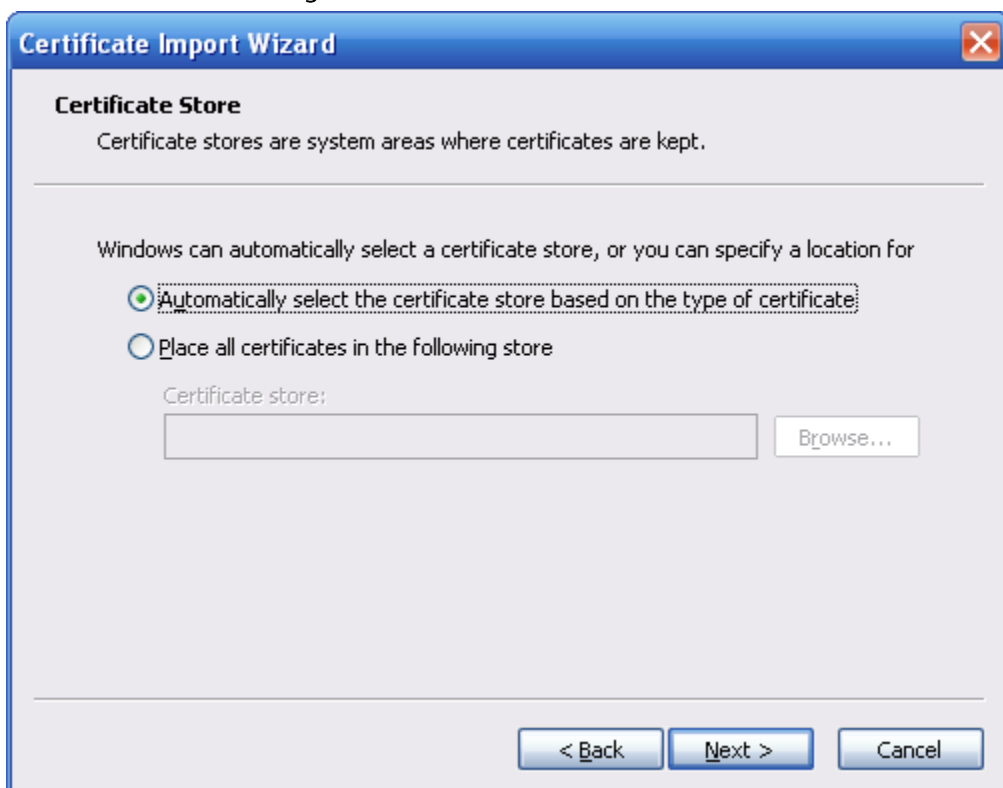 Certificate Import Wizard
Certificate Store
Certificate stores are system areas where certificates are kept.
Windows can automatically select a certificate store, or you can specify a location for
Automatically select the certificate store based on the type of certificate
Place all certificates in the following store
Certificate store:
Browse...
< Back
Next >
Cancel